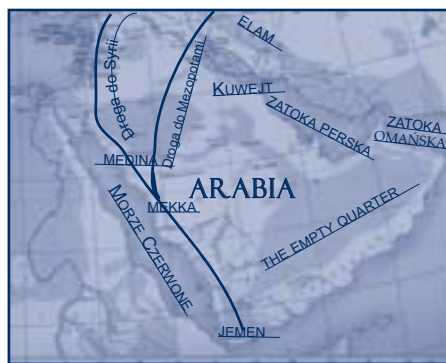 Droga do Syrii
Droga do Mezopotami
ELAM
KUWEJT
ZATOKA PERSKA
ZATOKA
OMAŃSKA
MEDINA
ARABIA
MEKKA
MORZE CZERWONE
THE EMPTY QUARTER
JEMEN